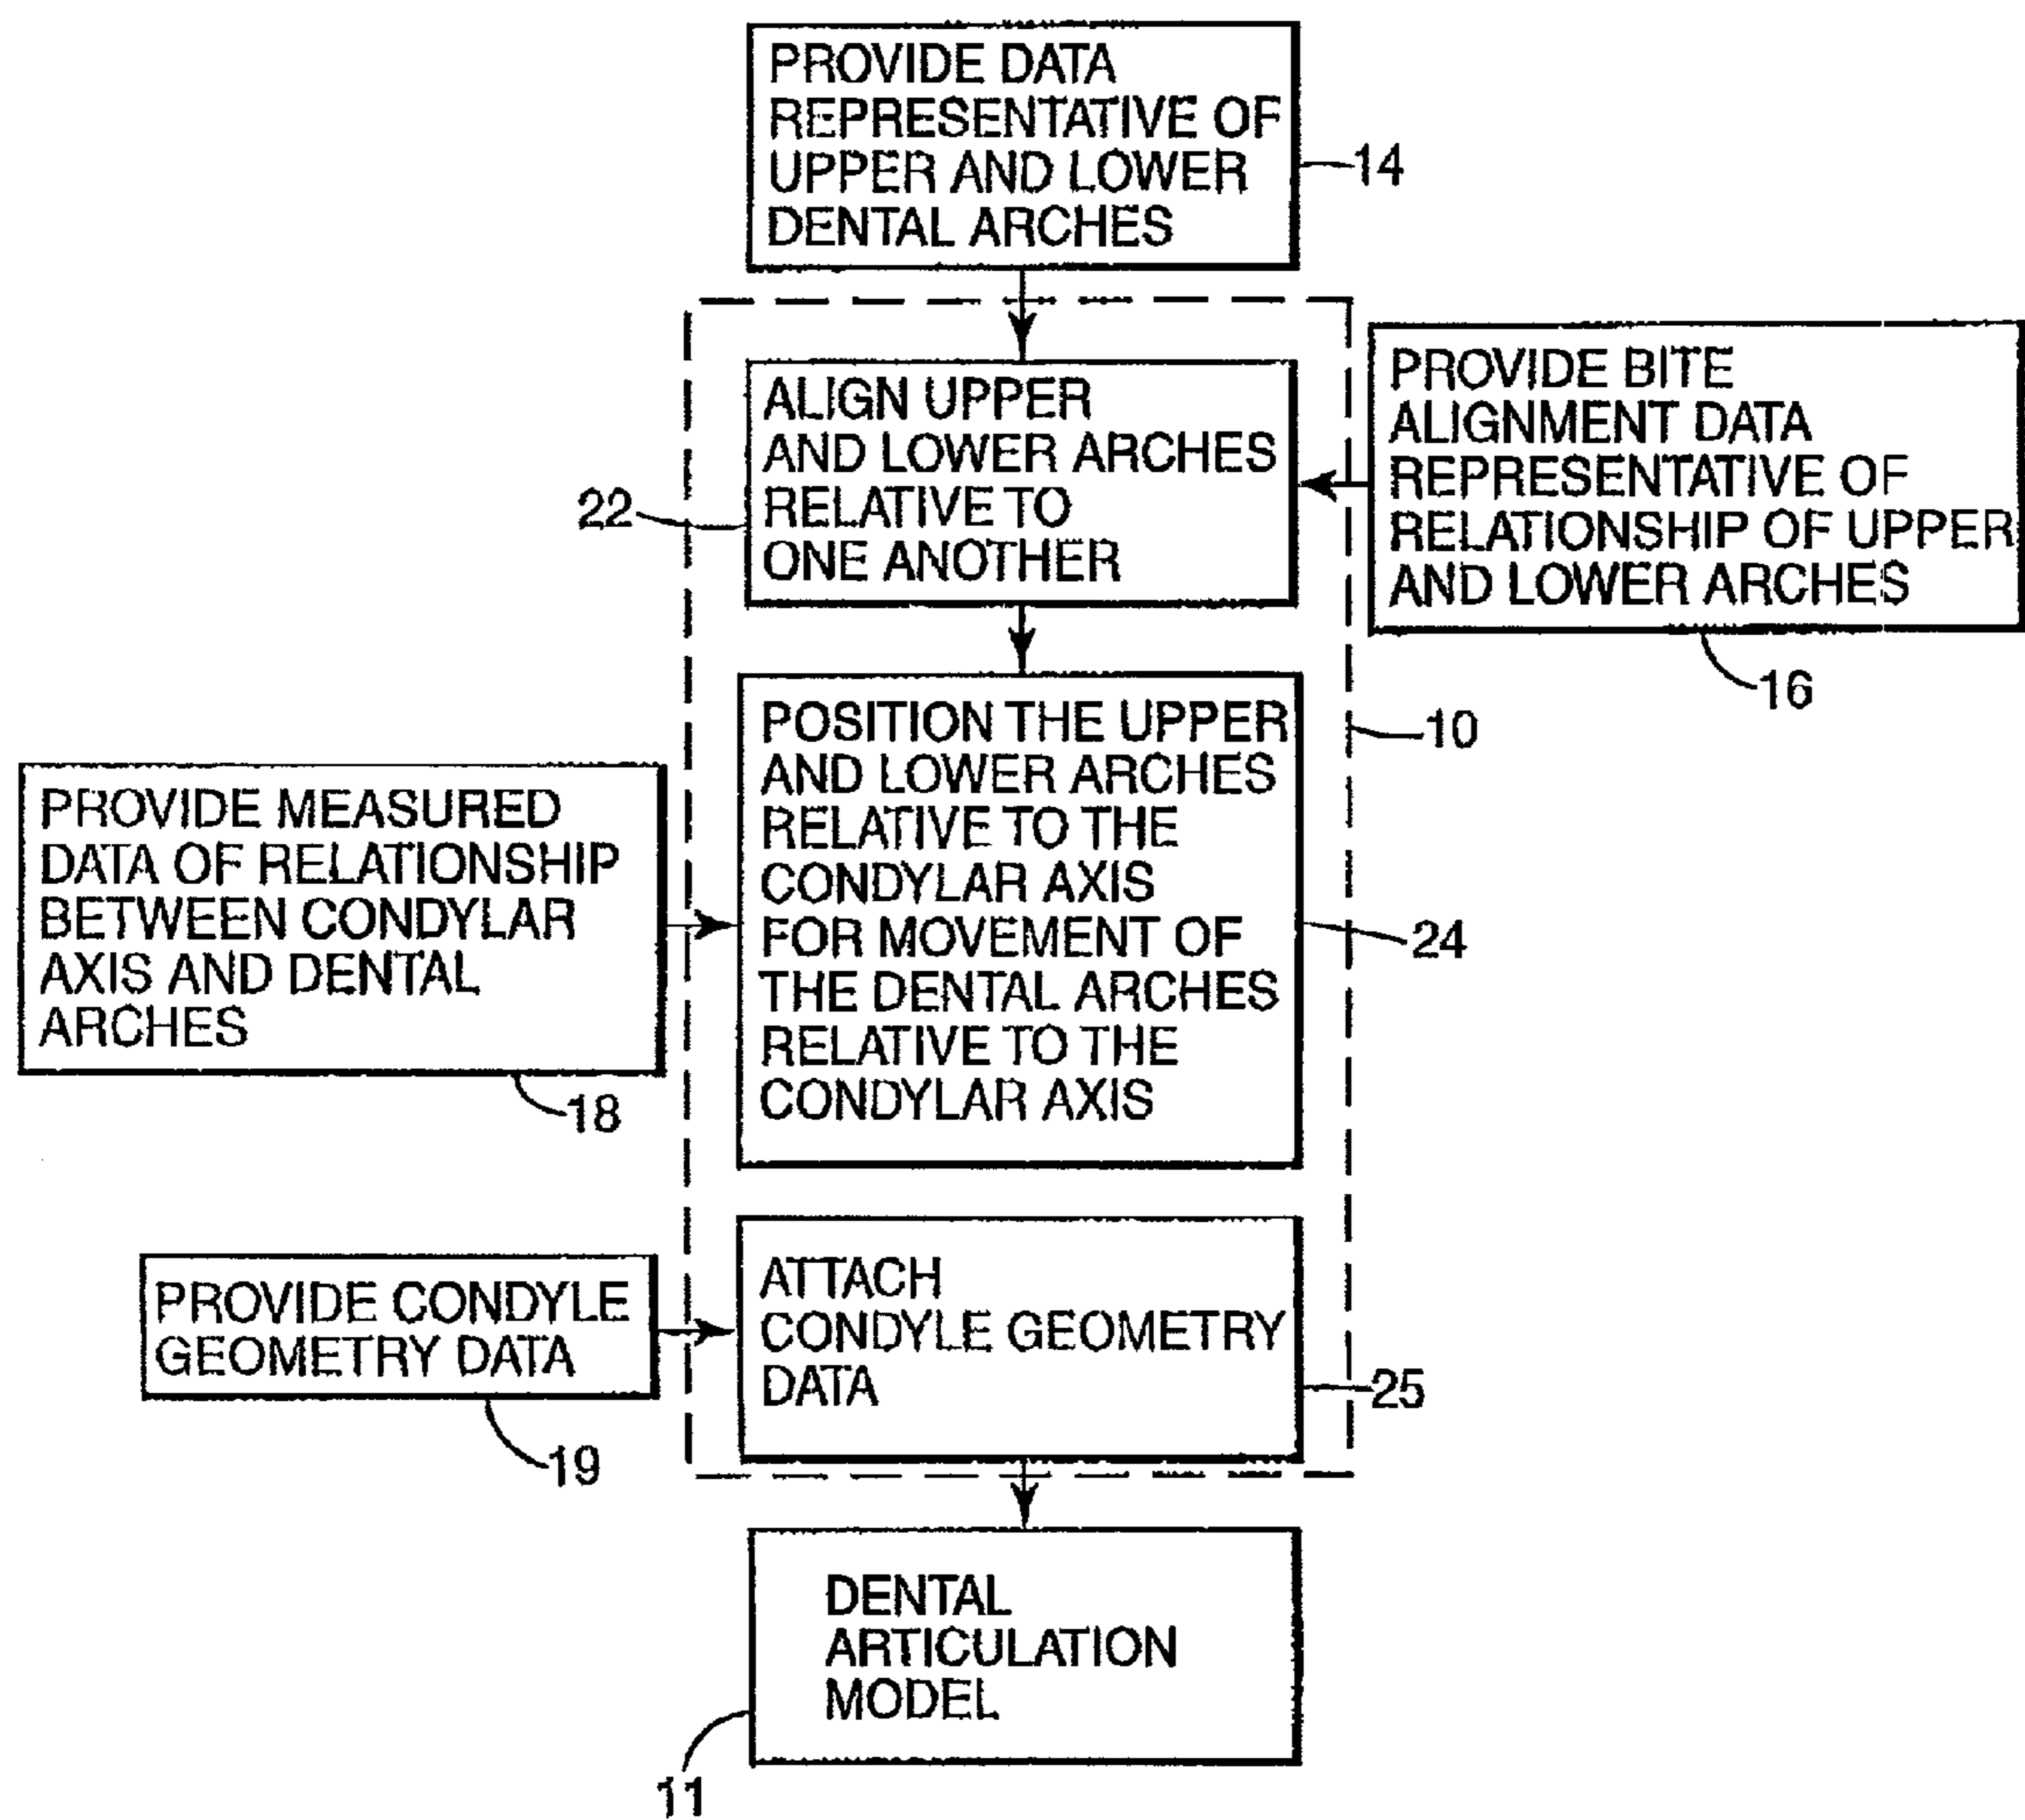 PROVIDE DATA
REPRESENTATIVE OF
UPPER AND LOWER
DENTAL ARCHES
14
ALIGN UPPER
AND LOWER ARCHES
RELATIVE TO
ONE ANOTHER
22
PROVIDE BITE
ALIGNMENT DATA
REPRESENTATIVE OF
RELATIONSHIP OF UPPER
AND LOWER ARCHES
16
10
POSITION THE UPPER
AND LOWER ARCHES
RELATIVE TO THE
CONDYLAR AXIS
FOR MOVEMENT OF
THE DENTAL ARCHES
RELATIVE TO THE
CONDYLAR AXIS
24
PROVIDE MEASURED
DATA OF RELATIONSHIP
BETWEEN CONDYLAR
AXIS AND DENTAL
ARCHES
18
PROVIDE CONDYLE
GEOMETRY DATA
19
ATTACH
CONDYLE GEOMETRY
DATA
25
DENTAL
ARTICULATION
MODEL
11